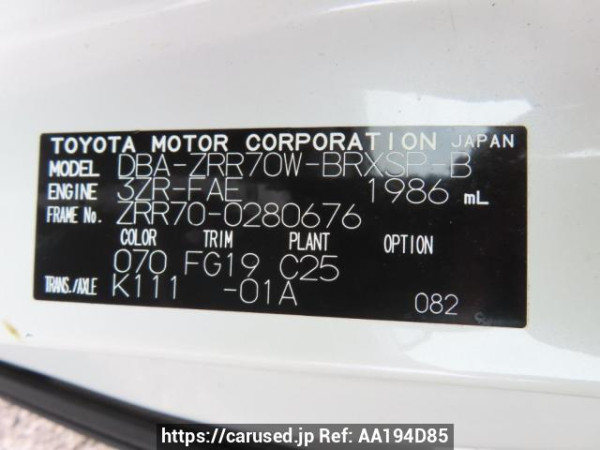 TOYOTA MOTOR CORPORATION JAPAN
MODEL DBA-ZRR70W-BRXSP-B
ENGINE 3ZR-FAE 1986 mL
FRAME No. ZRR70-0280676
COLOR TRIM PLANT OPTION
070 FG19 C25
TRANS./AXLE K111 -01A 082
https://carused.jp Ref: AA194D85